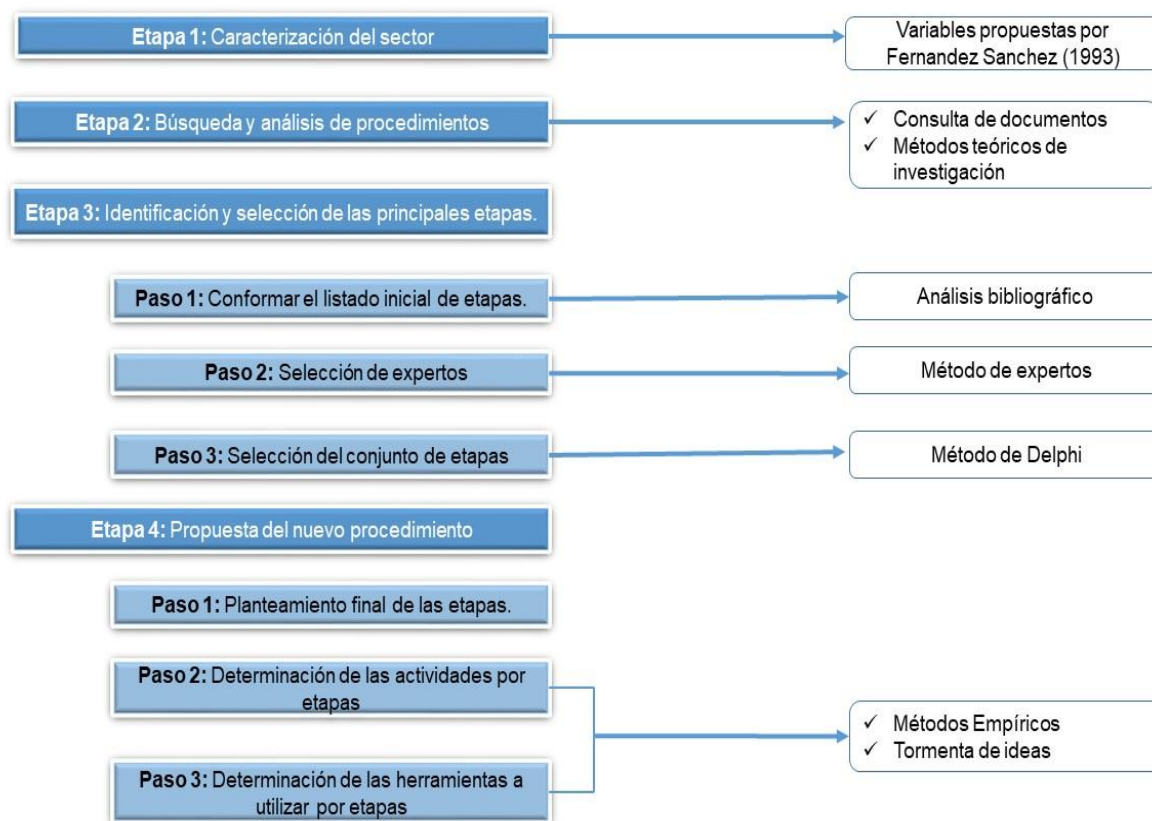 Etapa 1: Caracterización del sector
Variables propuestas por
Fernandez Sanchez (1993)
Etapa 2: Búsqueda y análisis de procedimientos
✓ Consulta de documentos
✓ Métodos teóricos de
investigación
Etapa 3: Identificación y selección de las principales etapas.
Paso 1: Conformar el listado inicial de etapas.
Análisis bibliográfico
Paso 2: Selección de expertos
Método de expertos
Paso 3: Selección del conjunto de etapas
Método de Delphi
Etapa 4: Propuesta del nuevo procedimiento
Paso 1: Planteamiento final de las etapas.
Paso 2: Determinación de las actividades por
etapas
Paso 3: Determinación de las herramientas a
utilizar por etapas
✓ Métodos Empíricos
✓ Tormenta de ideas